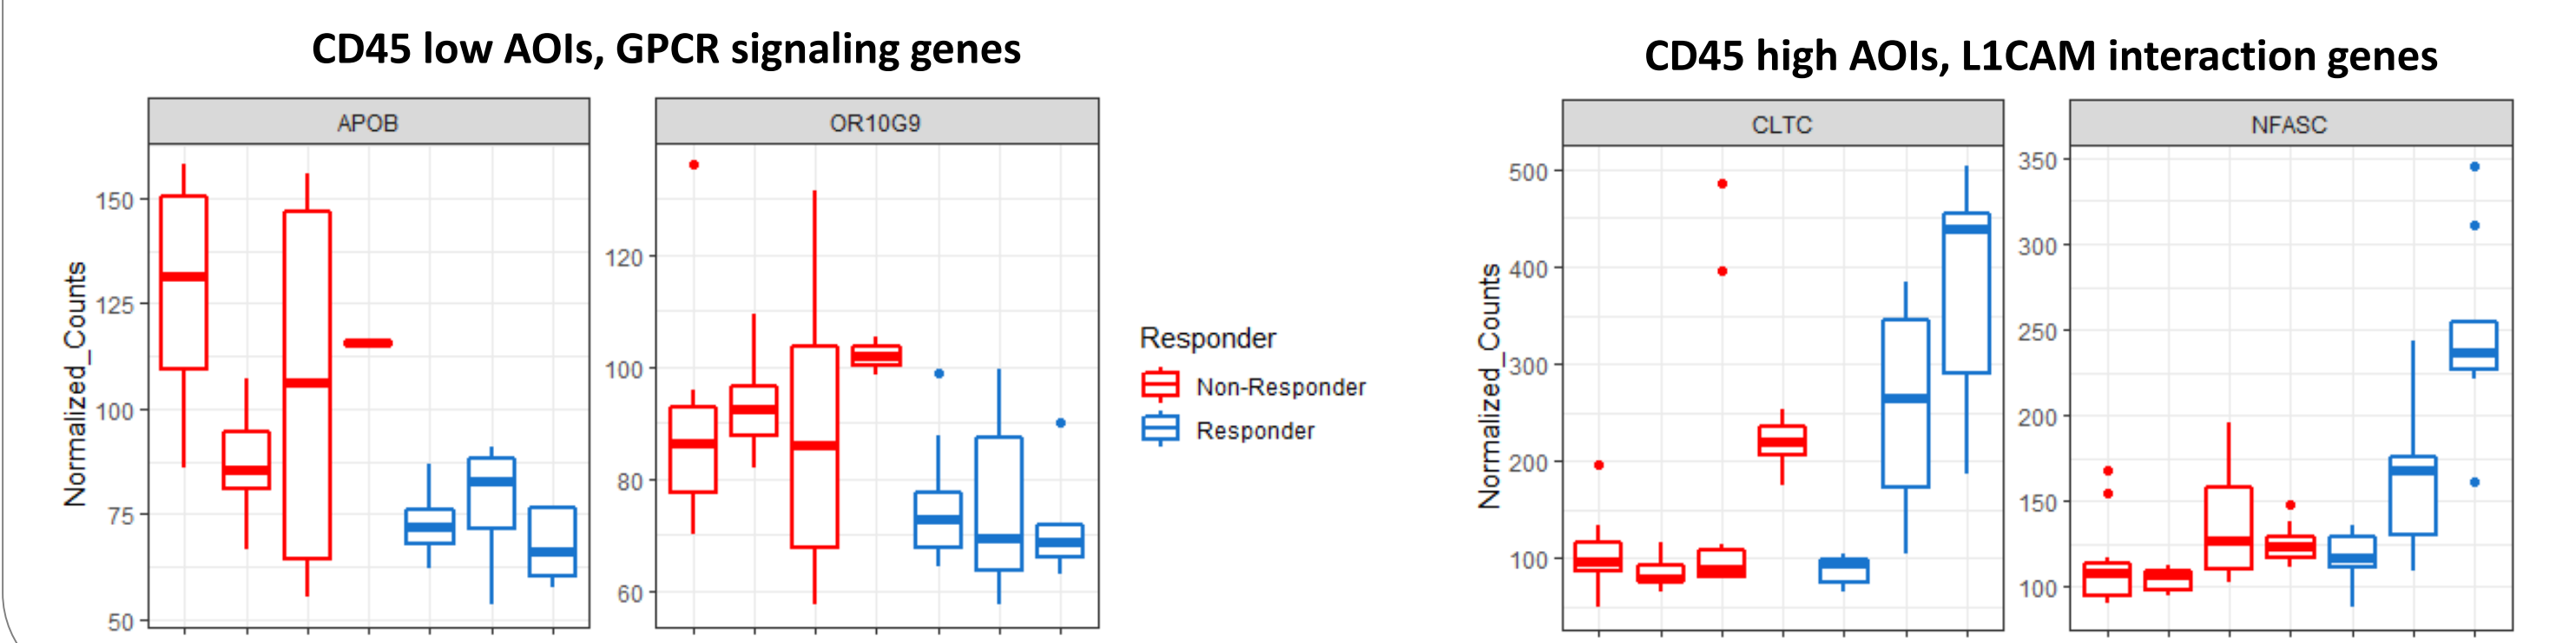 CD45 low AOIs, GPCR signaling genes
APOB
Normalized_Counts
150
125
100
75
50
OR10G9
120
100
80
60
Responder
Non-Responder
Responder
CD45 high AOIs, L1CAM interaction genes
CLTC
Normalized_Counts
500
400
300
200
100
NFASC
350
300
250
200
150
100